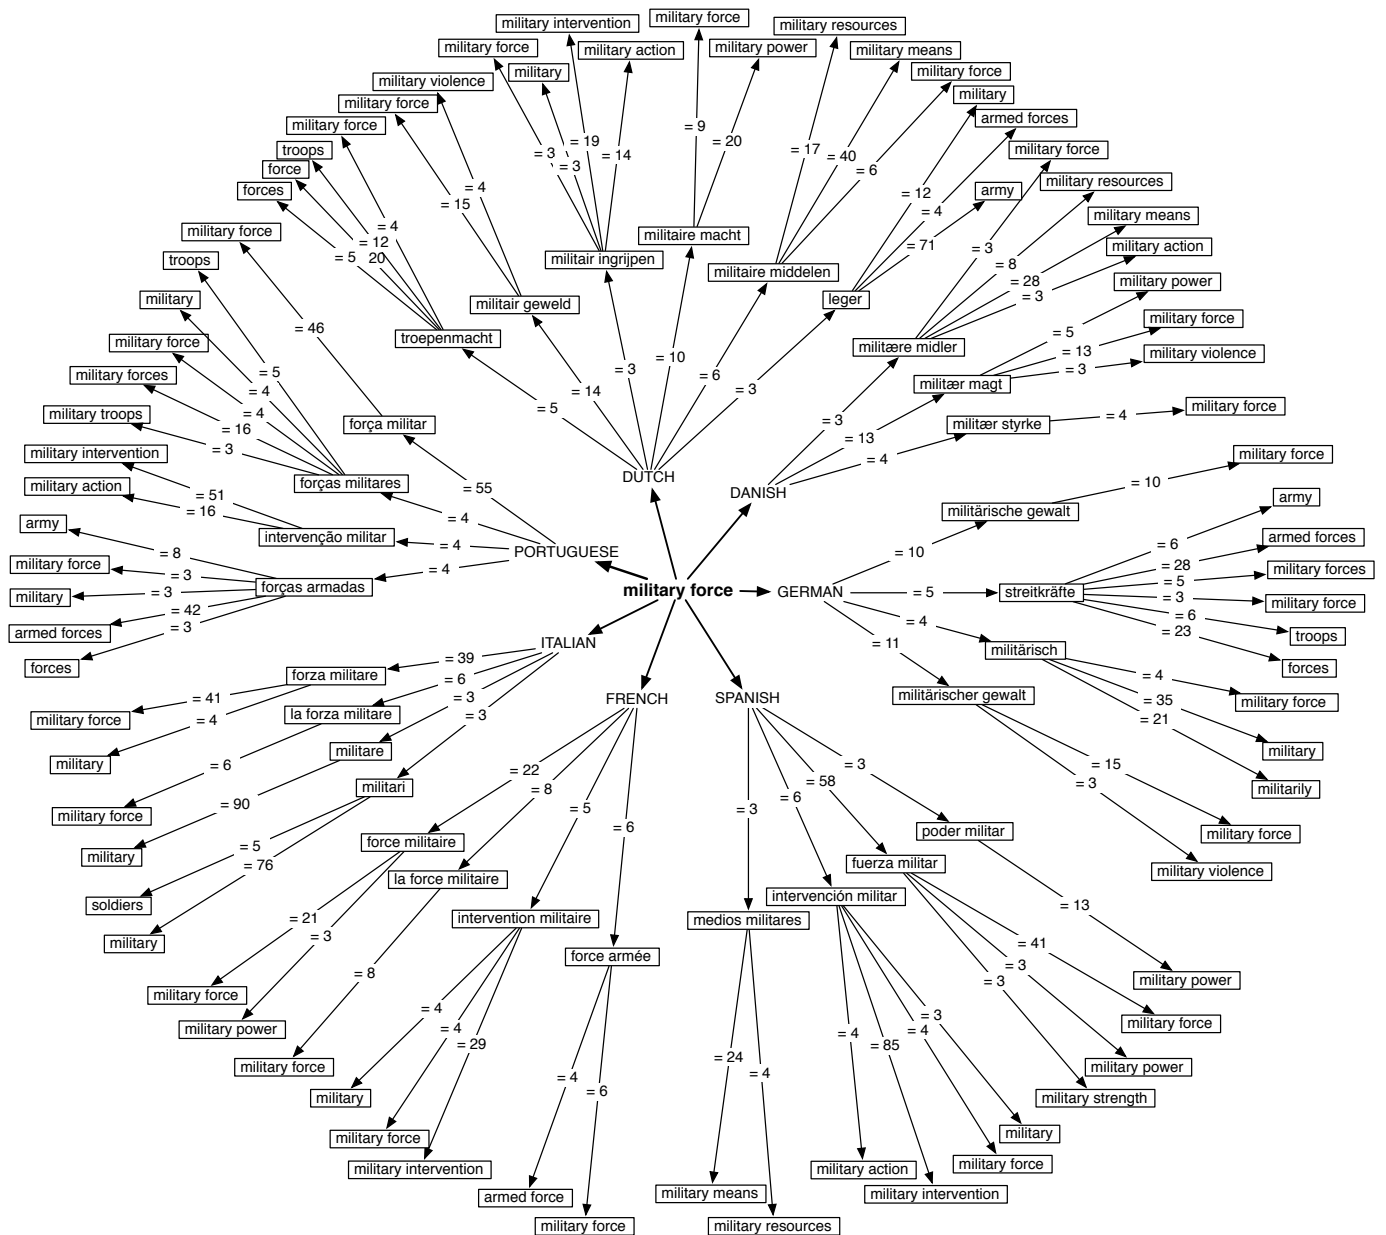 military force
military intervention
military resources
military force
military action
military power
military means
military violence
military
military force
military force
military
military force
armed forces
troops
military force
force
military resources
forces
army
military force
military means
troops
military action
military
military power
military force
military force
military forces
military violence
military troops
military force
military intervention
military force
military action
army
army
armed forces
military force
military forces
military
military force
armed forces
troops
forces
forces
= 9
= 19
= 20
= 14
= 17
= 3
= 3
= 40
= 6
= 4
= 15
= 12
= 4
= 4
= 12
= 5
20
= 71
= 3
= 8
= 28
= 3
= 46
= 5
= 13
= 3
= 5
= 4
= 4
= 16
= 3
= 4
militaire macht
militair ingrijpen
militaire middelen
leger
militair geweld
troepenmacht
militære midler
militær magt
militær styrke
força militar
forças militares
intervenção militar
forças armadas
= 10
= 3
= 6
= 3
= 14
= 5
= 3
= 13
= 4
= 55
= 4
= 4
= 4
= 51
= 16
= 8
= 3
= 3
= 42
= 3
DUTCH
DANISH
PORTUGUESE
military force
GERMAN
ITALIAN
FRENCH
SPANISH
= 10
= 5
= 4
= 11
militärische gewalt
streitkräfte
militärisch
militärischer gewalt
= 10
= 6
= 28
= 5
= 3
= 6
= 23
= 4
= 35
= 21
= 15
= 3
military force
military
militarily
military force
military violence
= 39
= 6
= 3
= 3
forza militare
la forza militare
militare
militari
= 41
= 4
= 6
= 90
= 5
= 76
military force
military
military force
military
soldiers
military
= 22
= 8
= 5
= 6
force militaire
la force militaire
intervention militaire
force armée
= 21
= 3
= 8
= 4
= 4
= 29
= 4
= 6
military force
military power
military force
military
military force
military intervention
armed force
military force
= 3
= 58
= 6
= 3
poder militar
fuerza militar
intervención militar
medios militares
= 13
= 41
= 3
= 3
= 3
= 4
= 85
= 4
= 24
= 4
military power
military force
military power
military strength
military
military force
military action
military intervention
military means
military resources